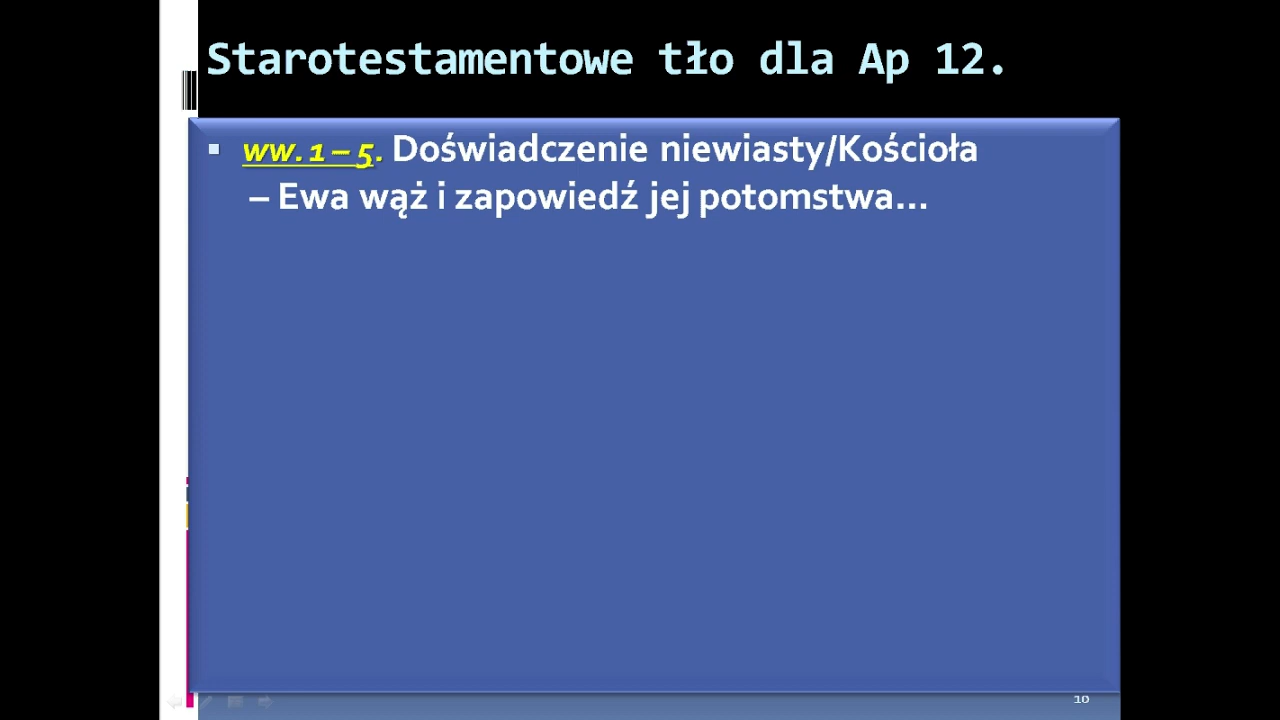 Starotestamentowe tło dla Ap 12.
ww. 1 – 5. Doświadczenie niewiasty/Kościoła
– Ewa wąż i zapowiedź jej potomstwa...
10